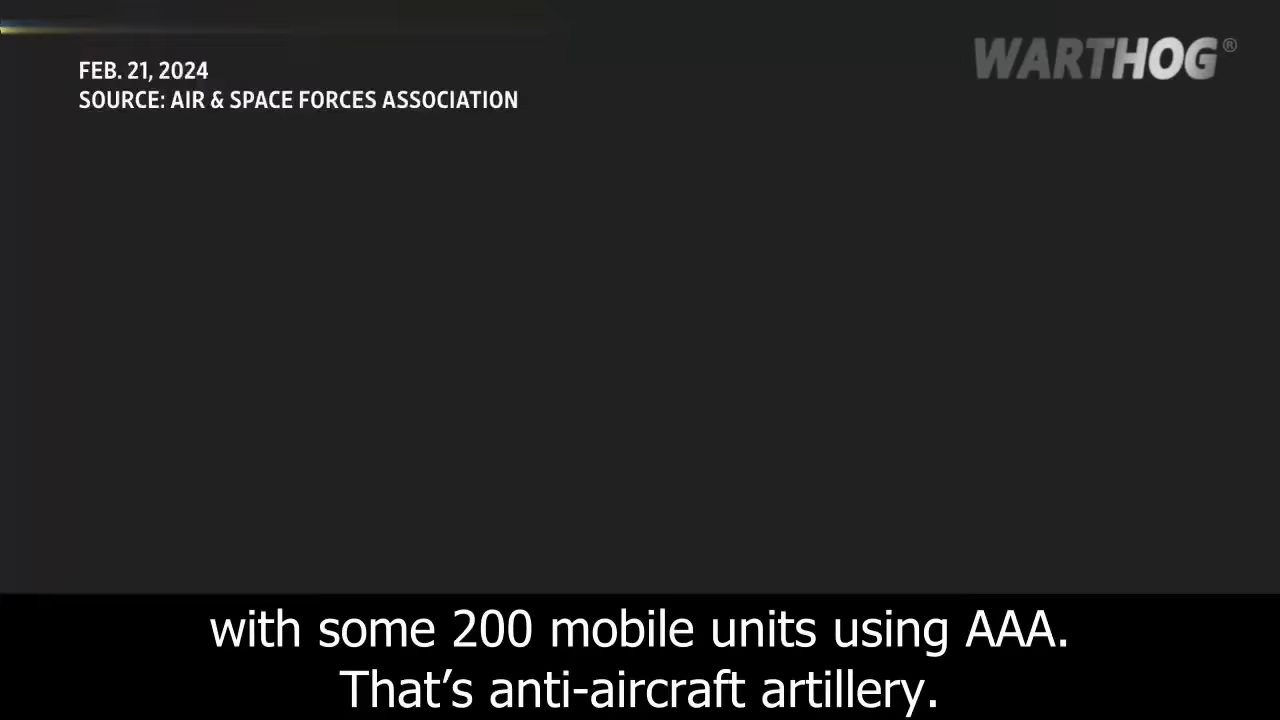 FEB. 21, 2024
SOURCE: AIR & SPACE FORCES ASSOCIATION
WARTHOG®
with some 200 mobile units using AAA.
That’s anti-aircraft artillery.